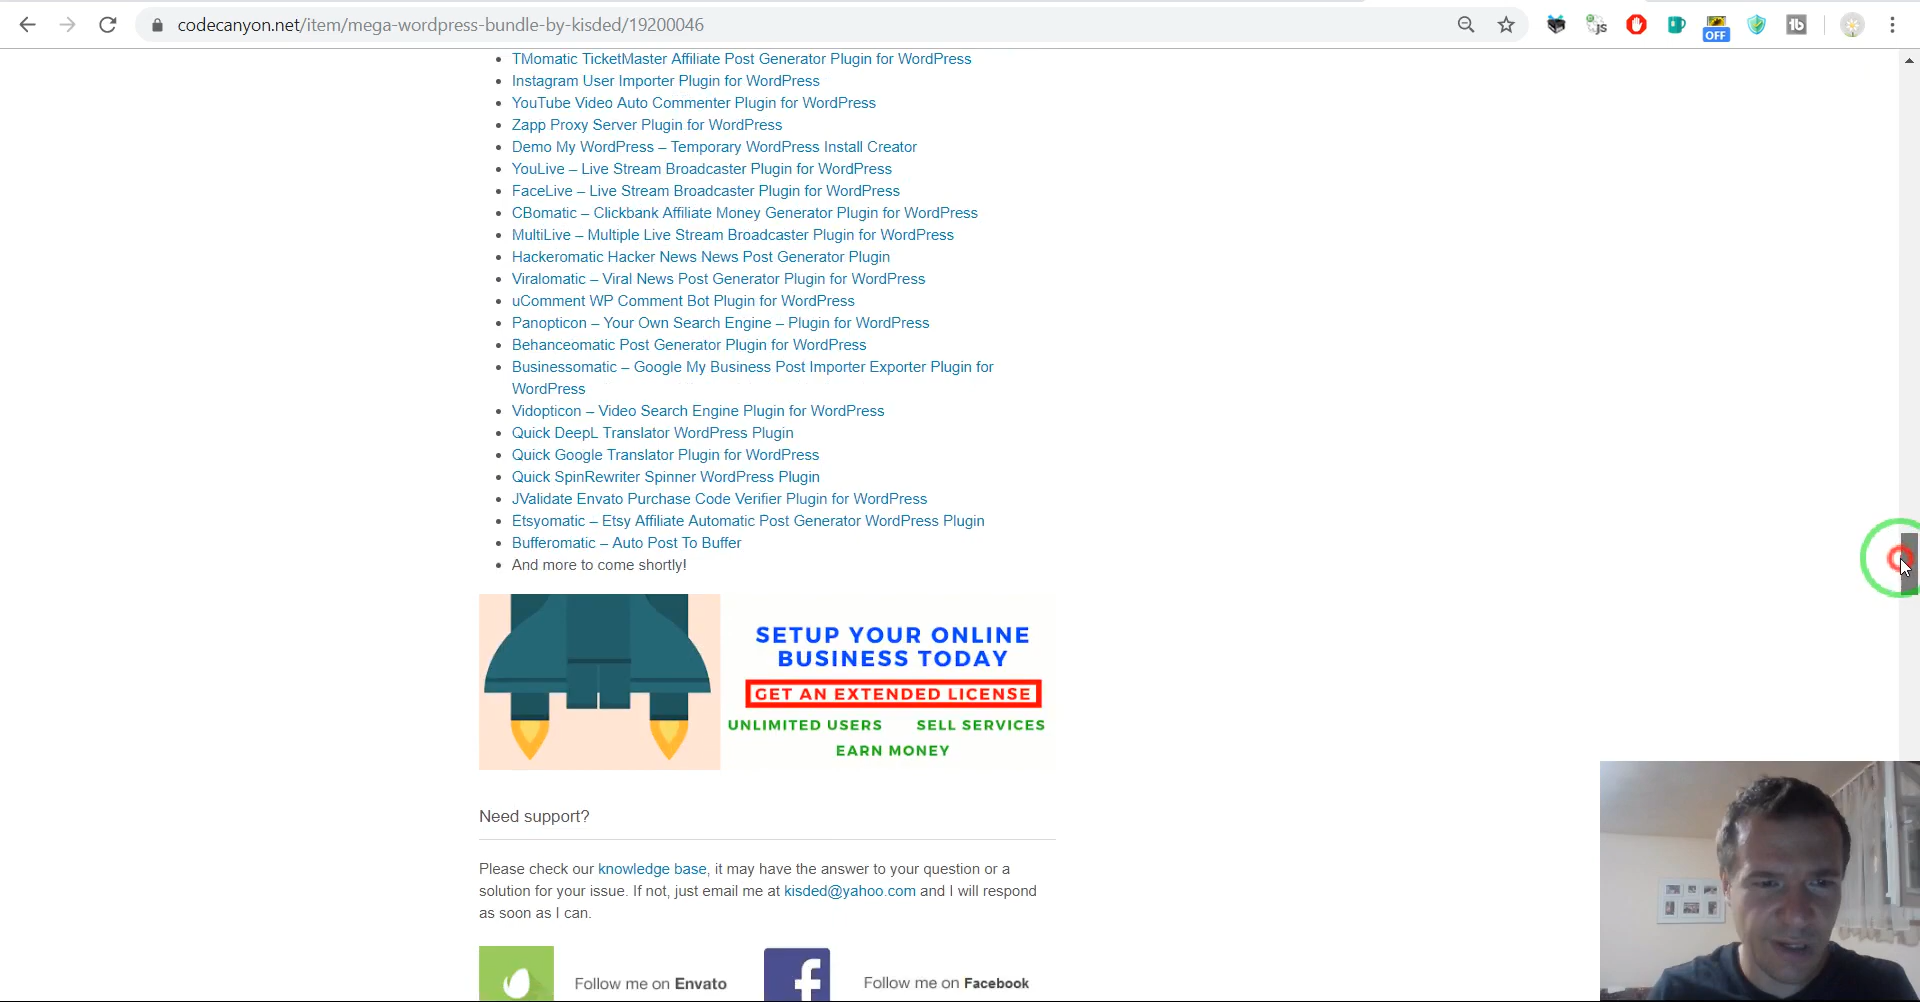 codecanyon.net/item/mega-wordpress-bundle-by-kisded/19200046
JS
OFF
tb
TMomatic TicketMaster Affiliate Post Generator Plugin for WordPress
Instagram User Importer Plugin for WordPress
YouTube Video Auto Commenter Plugin for WordPress
Zapp Proxy Server Plugin for WordPress
Demo My WordPress – Temporary WordPress Install Creator
YouLive – Live Stream Broadcaster Plugin for WordPress
FaceLive – Live Stream Broadcaster Plugin for WordPress
CBomatic – Clickbank Affiliate Money Generator Plugin for WordPress
MultiLive – Multiple Live Stream Broadcaster Plugin for WordPress
Hackeromatic Hacker News News Post Generator Plugin
Viralomatic – Viral News Post Generator Plugin for WordPress
uComment WP Comment Bot Plugin for WordPress
Panopticon – Your Own Search Engine – Plugin for WordPress
Behanceomatic Post Generator Plugin for WordPress
Businessomatic – Google My Business Post Importer Exporter Plugin for
WordPress
Vidopticon – Video Search Engine Plugin for WordPress
Quick DeepL Translator WordPress Plugin
Quick Google Translator Plugin for WordPress
Quick SpinRewriter Spinner WordPress Plugin
JValidate Envato Purchase Code Verifier Plugin for WordPress
Etsyomatic – Etsy Affiliate Automatic Post Generator WordPress Plugin
Bufferomatic – Auto Post To Buffer
And more to come shortly!
SETUP YOUR ONLINE
BUSINESS TODAY
GET AN EXTENDED LICENSE
UNLIMITED USERS SELL SERVICES
EARN MONEY
Need support?
Please check our knowledge base, it may have the answer to your question or a
solution for your issue. If not, just email me at kisded@yahoo.com and I will respond
as soon as I can.
Follow me on Envato
Follow me on Facebook